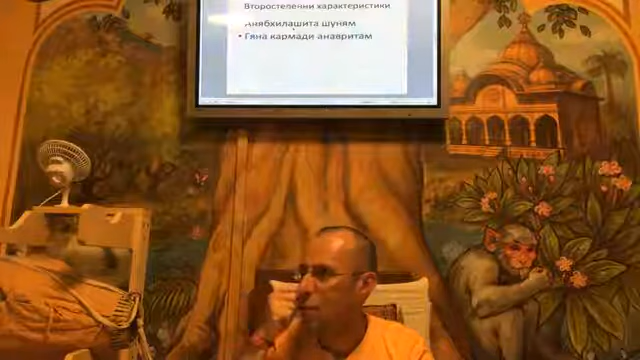 Второстепенни характеристики
Анябхилашита шуням
• Гяна кармади анавритам